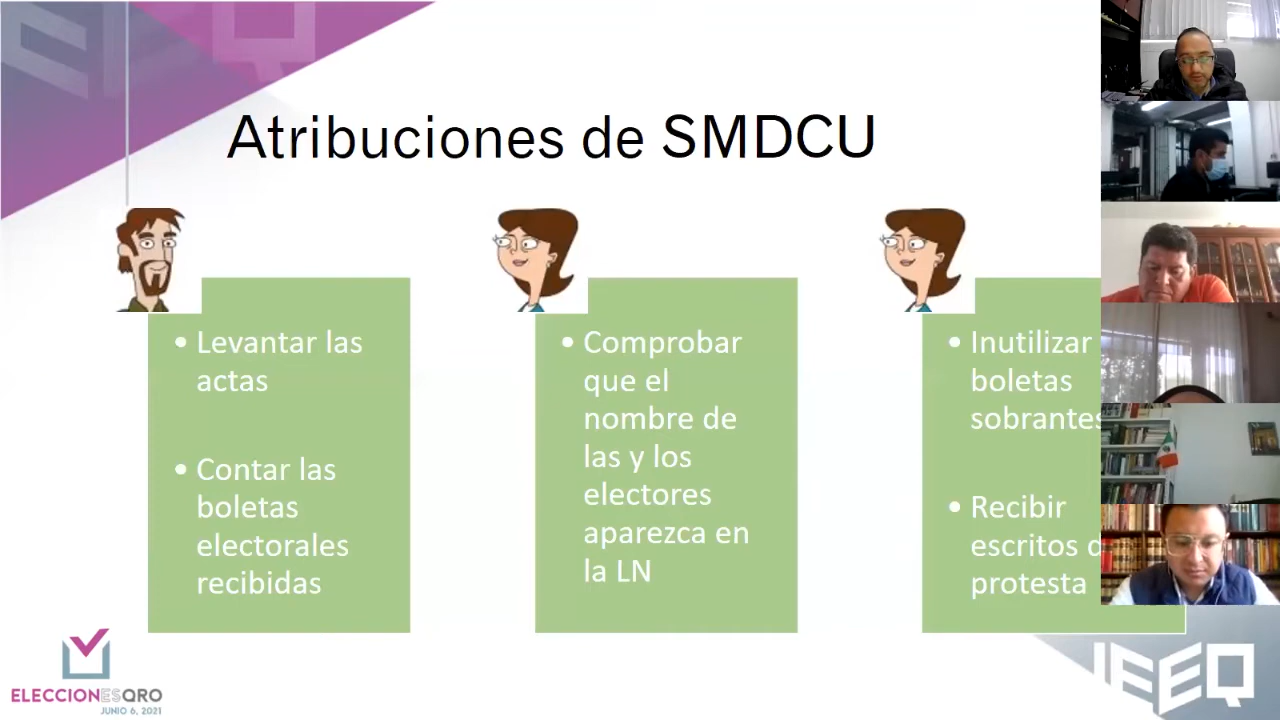 Atribuciones de SMDCU
• Levantar las
actas
• Contar las
boletas
electorales
recibidas
• Comprobar
que el
nombre de
las y los
electores
aparezca en
la LN
• Inutilizar
boletas
sobrantes
• Recibir
escritos
protesta
ELECCIONESQRO
JUNIO 6, 2021
IEEQ